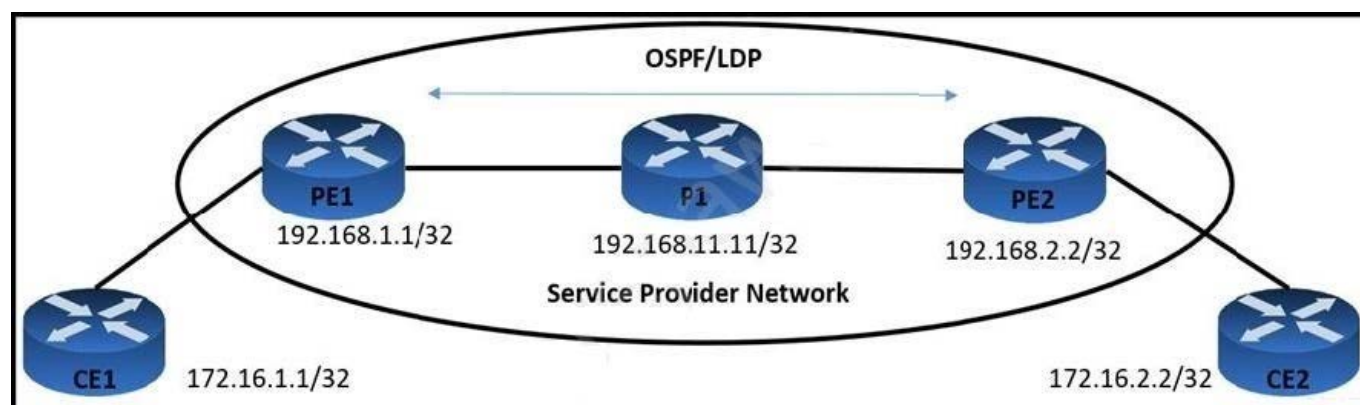 OSPF/LDP
PE1
P1
PE2
192.168.1.1/32
192.168.11.11/32
192.168.2.2/32
Service Provider Network
CE1
172.16.1.1/32
172.16.2.2/32
CE2